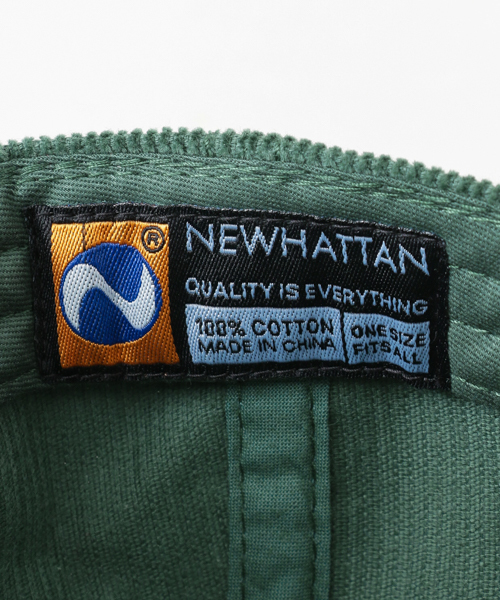 ®
NEWHATTAN
QUALITY IS EVERYTHING
100% COTTON
MADE IN CHINA
ONE SIZE
FITS ALL